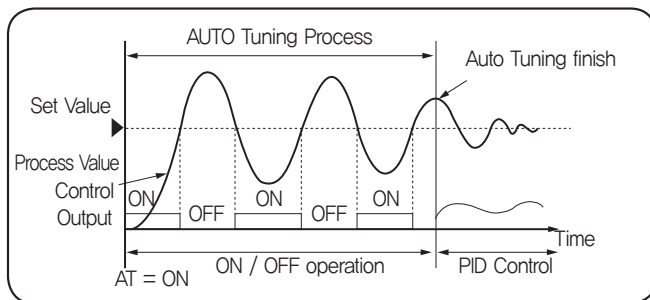 AUTO Tuning Process
Auto Tuning finish
Set Value
Process Value
Control
Output
ON
OFF
ON
OFF
ON
Time
AT = ON
ON / OFF operation
PID Control